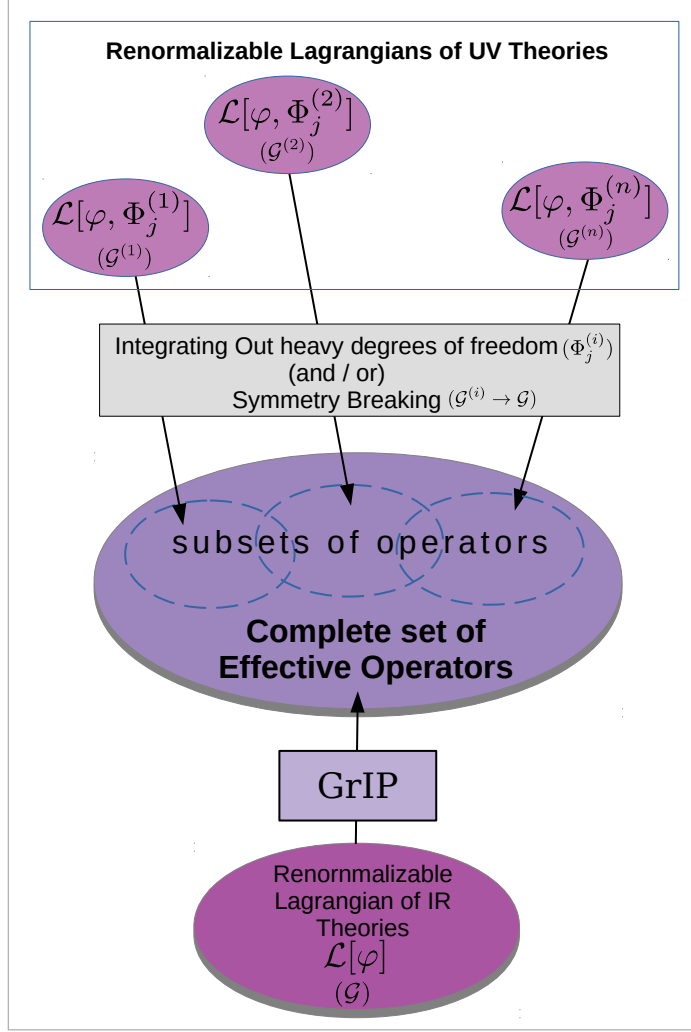 Renormalizable Lagrangians of UV Theories
ℒ[φ, Φ_j^{(2)}]
(𝒢^{(2)})
ℒ[φ, Φ_j^{(1)}]
(𝒢^{(1)})
ℒ[φ, Φ_j^{(n)}]
(𝒢^{(n)})
Integrating Out heavy degrees of freedom (Φ_j^{(i)})
(and / or)
Symmetry Breaking (𝒢^{(i)} → 𝒢)
subsets of operators
Complete set of
Effective Operators
GrIP
Renornmalizable
Lagrangian of IR
Theories
ℒ[φ]
(𝒢)